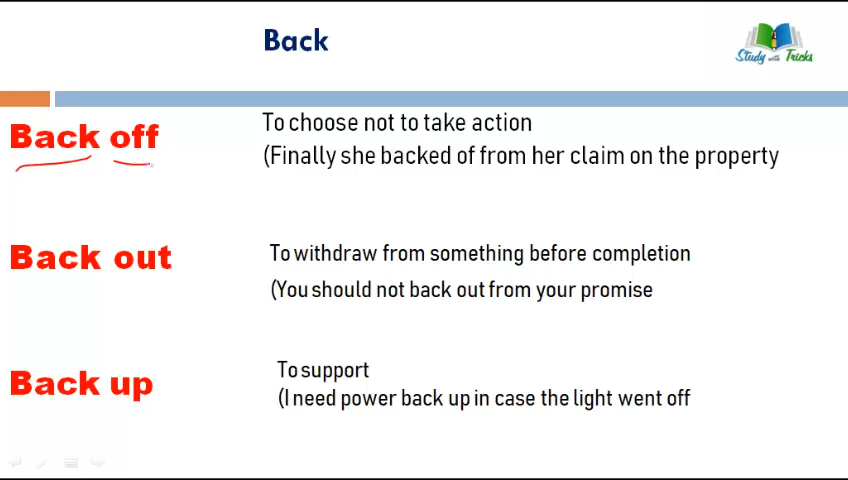 Back
Study with Tricks
Back off
To choose not to take action
(Finally she backed of from her claim on the property
Back out
To withdraw from something before completion
(You should not back out from your promise
Back up
To support
(I need power back up in case the light went off